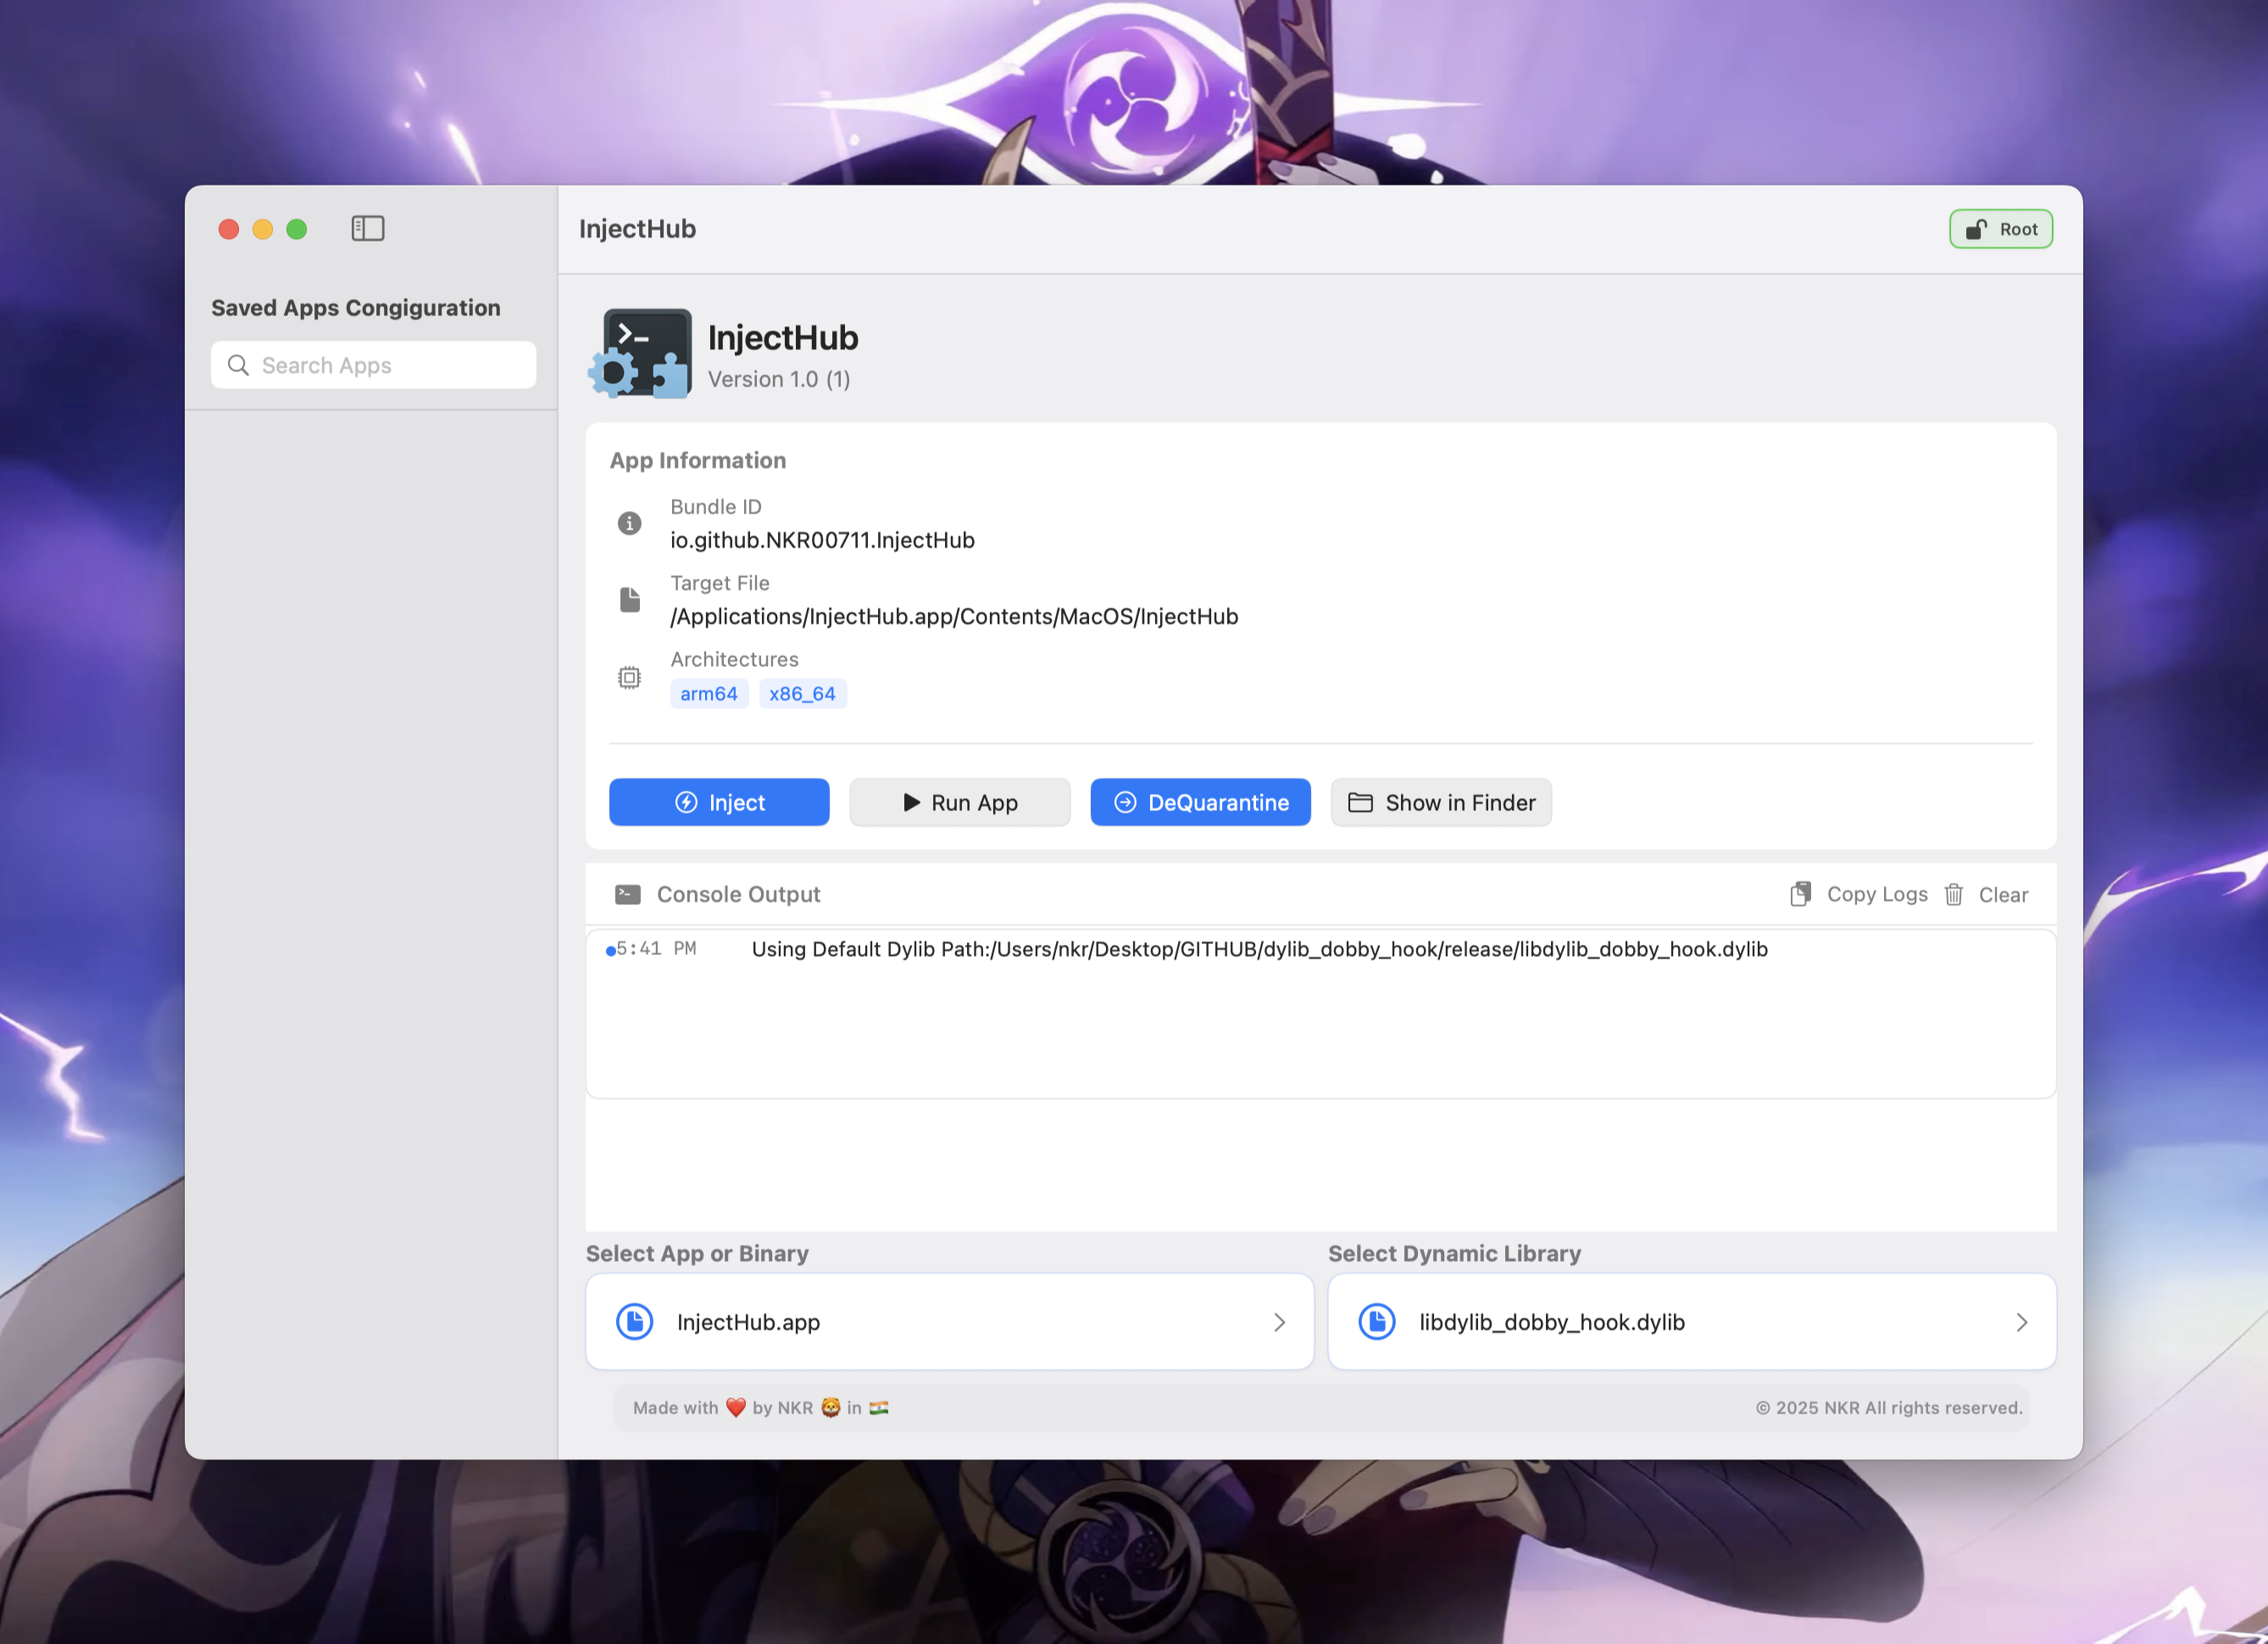 InjectHub
Root
Saved Apps Congiguration
Search Apps
InjectHub
Version 1.0 (1)
App Information
Bundle ID
io.github.NKR00711.InjectHub
Target File
/Applications/InjectHub.app/Contents/MacOS/InjectHub
Architectures
arm64 x86_64
Inject Run App DeQuarantine Show in Finder
Console Output Copy Logs Clear
5:41 PM Using Default Dylib Path:/Users/nkr/Desktop/GITHUB/dylib_dobby_hook/release/libdylib_dobby_hook.dylib
Select App or Binary
InjectHub.app
Select Dynamic Library
libdylib_dobby_hook.dylib
Made with ❤️ by NKR 🦁 in 🇮🇳
© 2025 NKR All rights reserved.